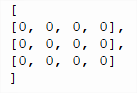 [
[0, 0, 0, 0],
[0, 0, 0, 0],
[0, 0, 0, 0]
]